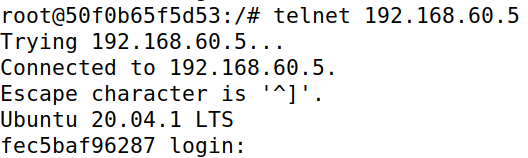 root@50f0b65f5d53:/# telnet 192.168.60.5
Trying 192.168.60.5...
Connected to 192.168.60.5.
Escape character is '^]'.
Ubuntu 20.04.1 LTS
fec5baf96287 login: